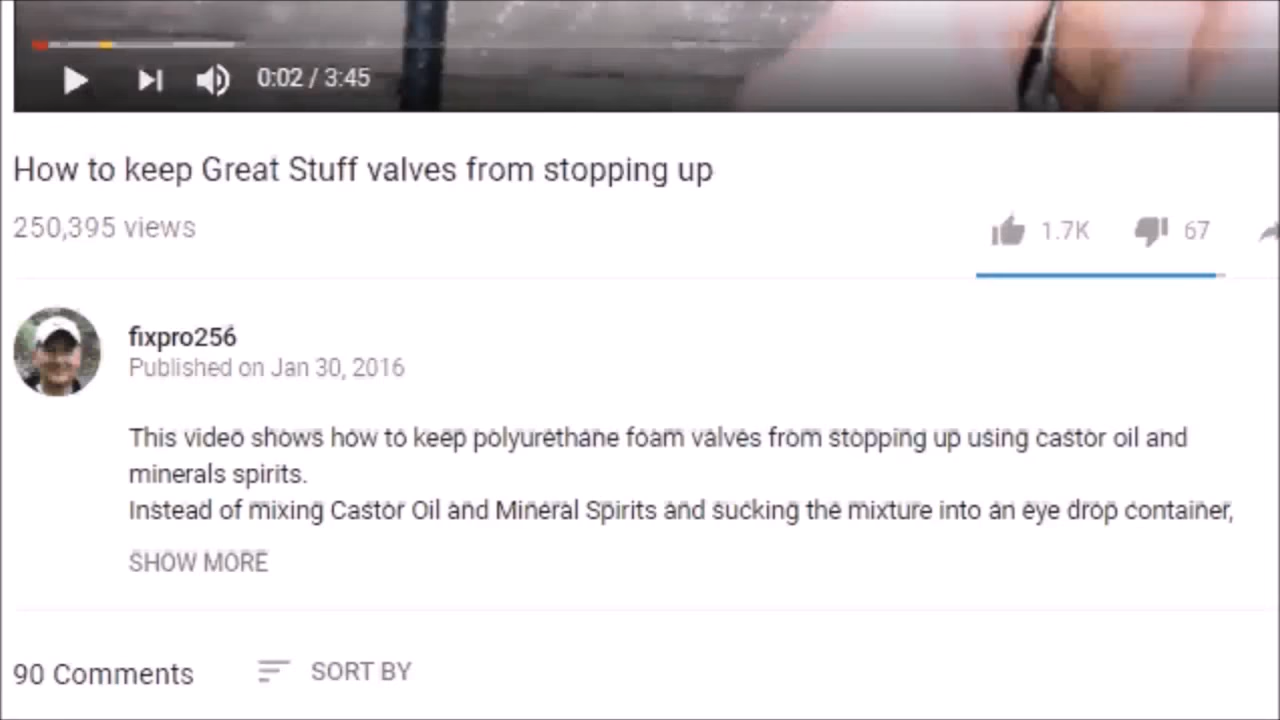 0:02 / 3:45
How to keep Great Stuff valves from stopping up
250,395 views
1.7K
67
fixpro256
Published on Jan 30, 2016
This video shows how to keep polyurethane foam valves from stopping up using castor oil and
minerals spirits.
Instead of mixing Castor Oil and Mineral Spirits and sucking the mixture into an eye drop container,
SHOW MORE
90 Comments
SORT BY